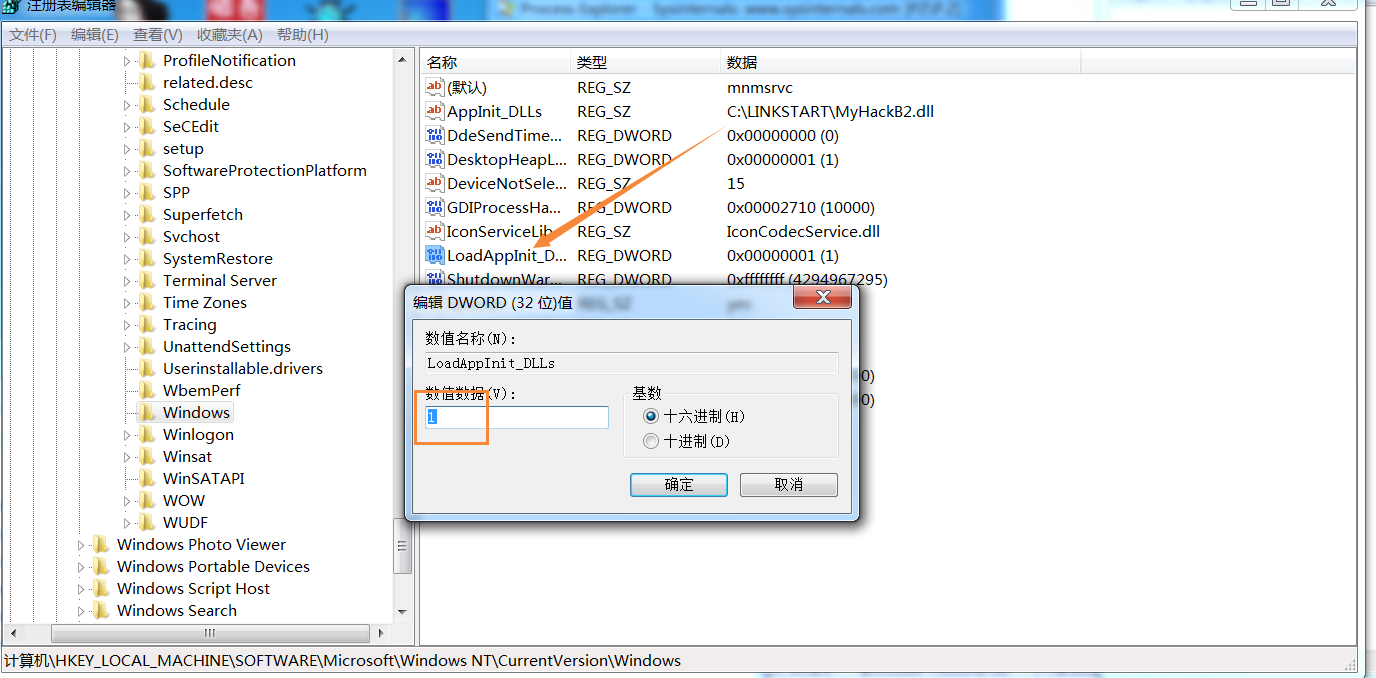 注册表编辑器
Process Explorer - Sysinternals: www.sysinternals.com
文件(F) 编辑(E) 查看(V) 收藏夹(A) 帮助(H)
ProfileNotification
related.desc
Schedule
SeCEdit
setup
SoftwareProtectionPlatform
SPP
Superfetch
Svchost
SystemRestore
Terminal Server
Time Zones
Tracing
UnattendSettings
Userinstallable.drivers
WbemPerf
Windows
Winlogon
Winsat
WinSATAPI
WOW
WUDF
Windows Photo Viewer
Windows Portable Devices
Windows Script Host
Windows Search
名称 类型 数据
(默认) REG_SZ mnmsrvc
AppInit_DLLs REG_SZ C:\LINKSTART\MyHackB2.dll
DdeSendTime... REG_DWORD 0x00000000 (0)
DesktopHeapL... REG_DWORD 0x00000001 (1)
DeviceNotSele... REG_SZ 15
GDIProcessHa... REG_DWORD 0x00002710 (10000)
IconServiceLib REG_SZ IconCodecService.dll
LoadAppInit_D... REG_DWORD 0x00000001 (1)
ShutdownWar... REG_DWORD 0xffffffff (4294967295)
REG_SZ yes
0)
0)
编辑 DWORD (32 位)值
数值名称(N):
LoadAppInit_DLLs
数值数据(V):
1
基数
十六进制(H)
十进制(D)
确定 取消
计算机\HKEY_LOCAL_MACHINE\SOFTWARE\Microsoft\Windows NT\CurrentVersion\Windows